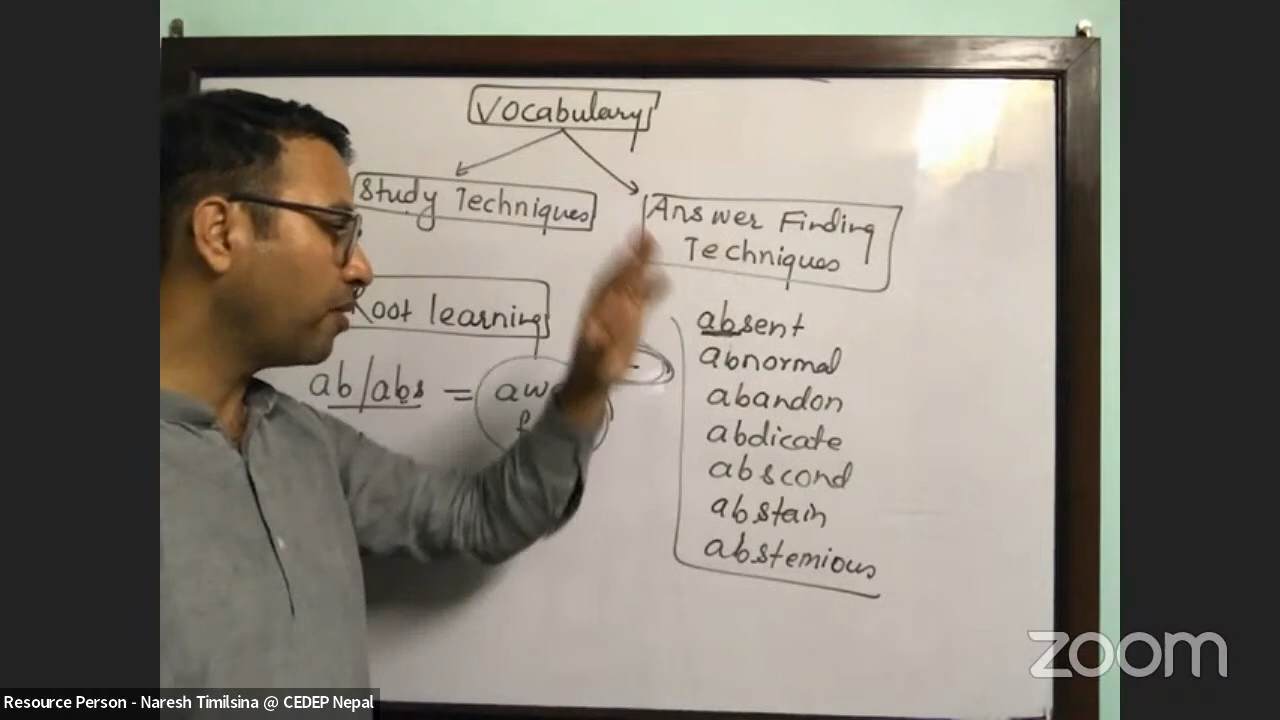 Vocabulary
Study Techniques
Answer Finding
Techniques
Root learning
ab/abs =
absent
abnormal
abandon
abdicate
abscond
abstain
abstemious
zoom
Resource Person - Naresh Timilsina @ CEDEP Nepal